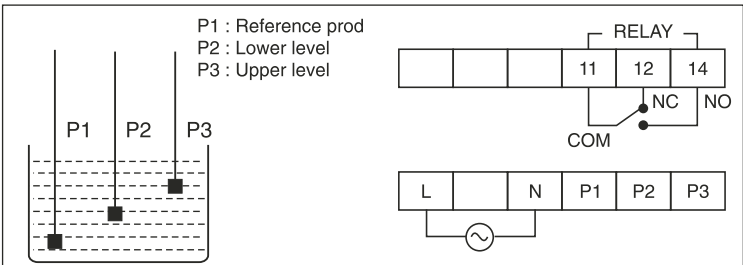 P1 : Reference prod
P2 : Lower level
P3 : Upper level
P1 P2 P3
RELAY
11 12 14
NC NO
COM
L N P1 P2 P3